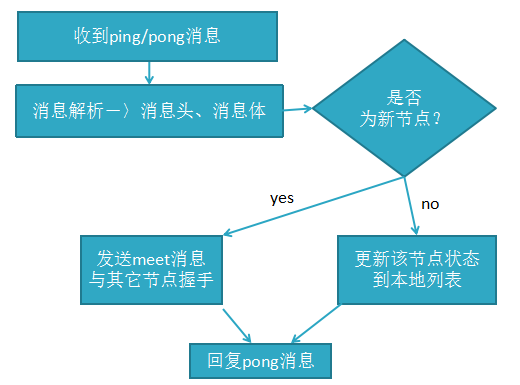 收到ping/pong消息
消息解析—〉消息头、消息体
是否
为新节点？
yes
no
发送meet消息
与其它节点握手
更新该节点状态
到本地列表
回复pong消息